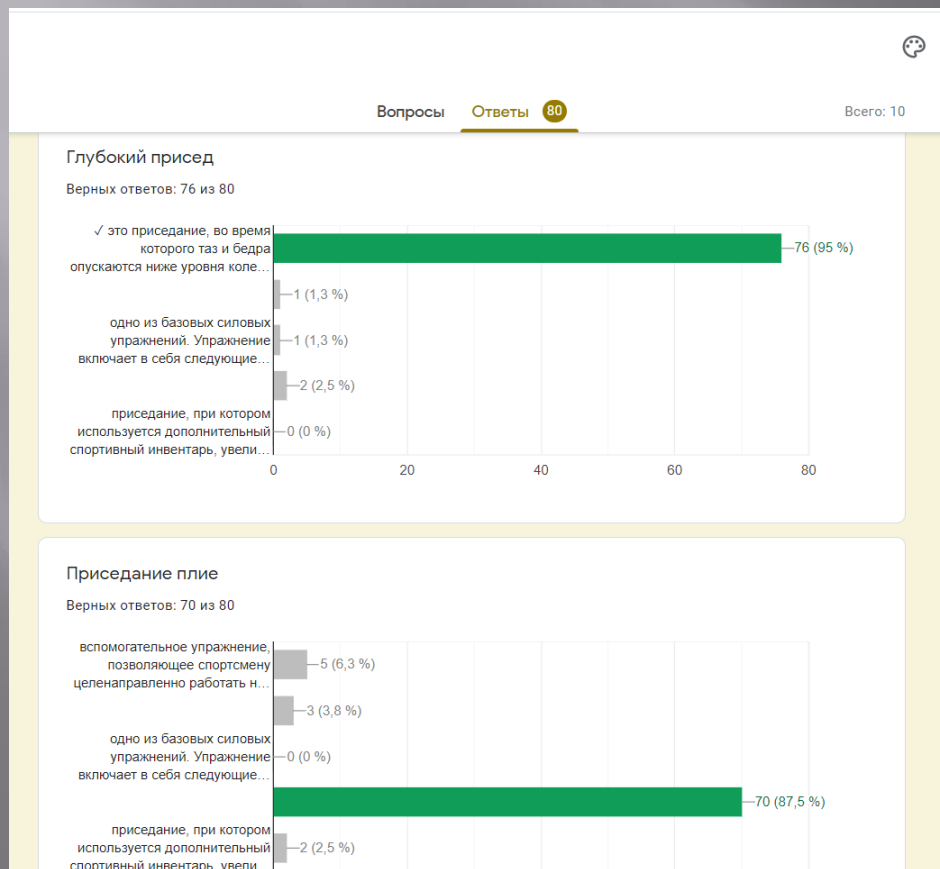 Вопросы Ответы 80 Всего: 10
Глубокий присед
Верных ответов: 76 из 80
✓ это приседание, во время
которого таз и бедра
опускаются ниже уровня коле…
76 (95 %)
1 (1,3 %)
одно из базовых силовых
упражнений. Упражнение
включает в себя следующие…
1 (1,3 %)
2 (2,5 %)
приседание, при котором
используется дополнительный
спортивный инвентарь, увели…
0 (0 %)
0 20 40 60 80
Приседание плие
Верных ответов: 70 из 80
вспомогательное упражнение,
позволяющее спортсмену
целенаправленно работать н…
5 (6,3 %)
3 (3,8 %)
одно из базовых силовых
упражнений. Упражнение
включает в себя следующие…
0 (0 %)
70 (87,5 %)
приседание, при котором
используется дополнительный
спортивный инвентарь, увели…
2 (2,5 %)